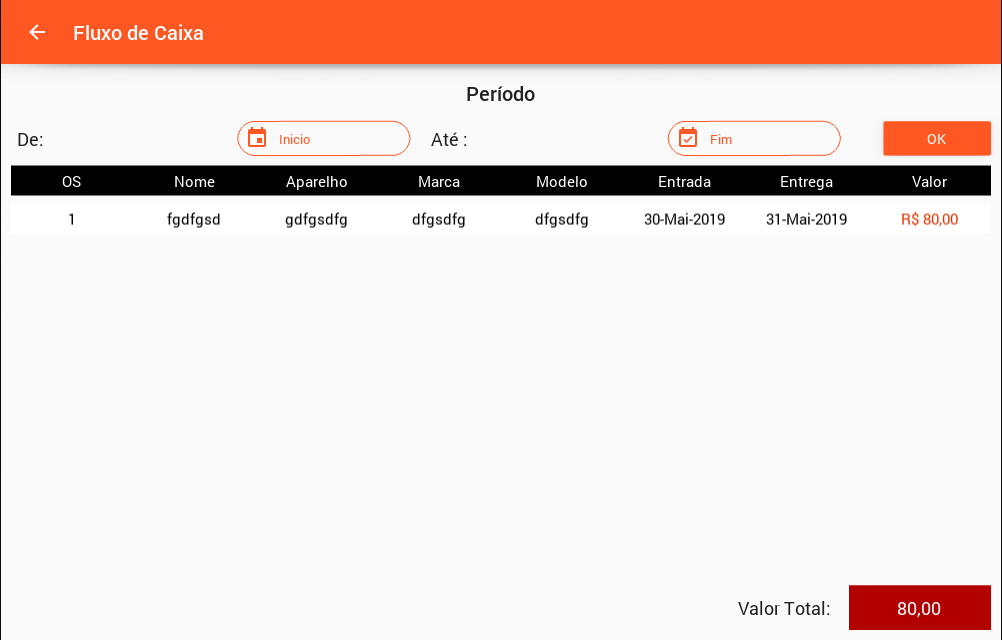 Fluxo de Caixa
Período
De: Inicio Até : Fim OK
OS Nome Aparelho Marca Modelo Entrada Entrega Valor
1 fgdfgsd gdfgsdfg dfgsdfg dfgsdfg 30-Mai-2019 31-Mai-2019 R$ 80,00
Valor Total: 80,00